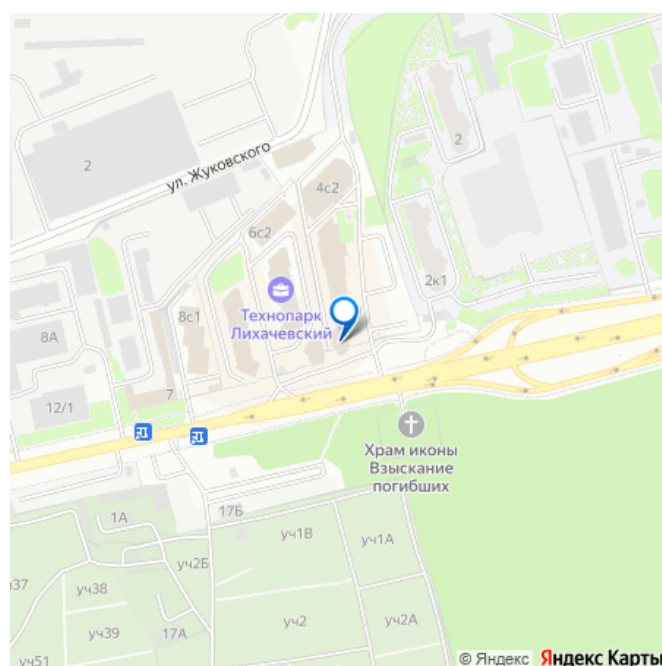 2
2
ул. Жуковского
4с2
6с2
2к1
Технопарк
Лихачевский
8с1
8А
7
12/1
Храм иконы
Взыскание
погибших
17Б
1А
уч1В
уч1А
уч2Б
37
уч38
уч2
уч2А
уч39
17А
уч51
© Яндекс Яндекс Карты